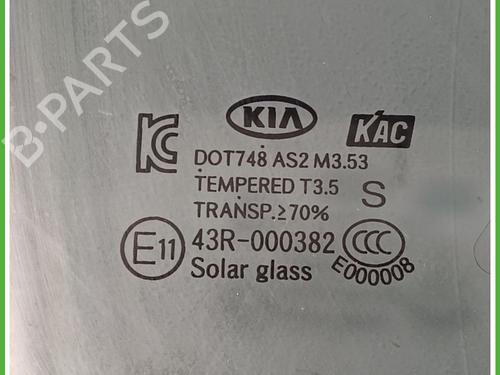 KIA
KAC
KC
DOT748 AS2 M3.53
TEMPERED T3.5 S
TRANSP.≥70%
E11 43R-000382 CCC
Solar glass E000008
B-PARTS